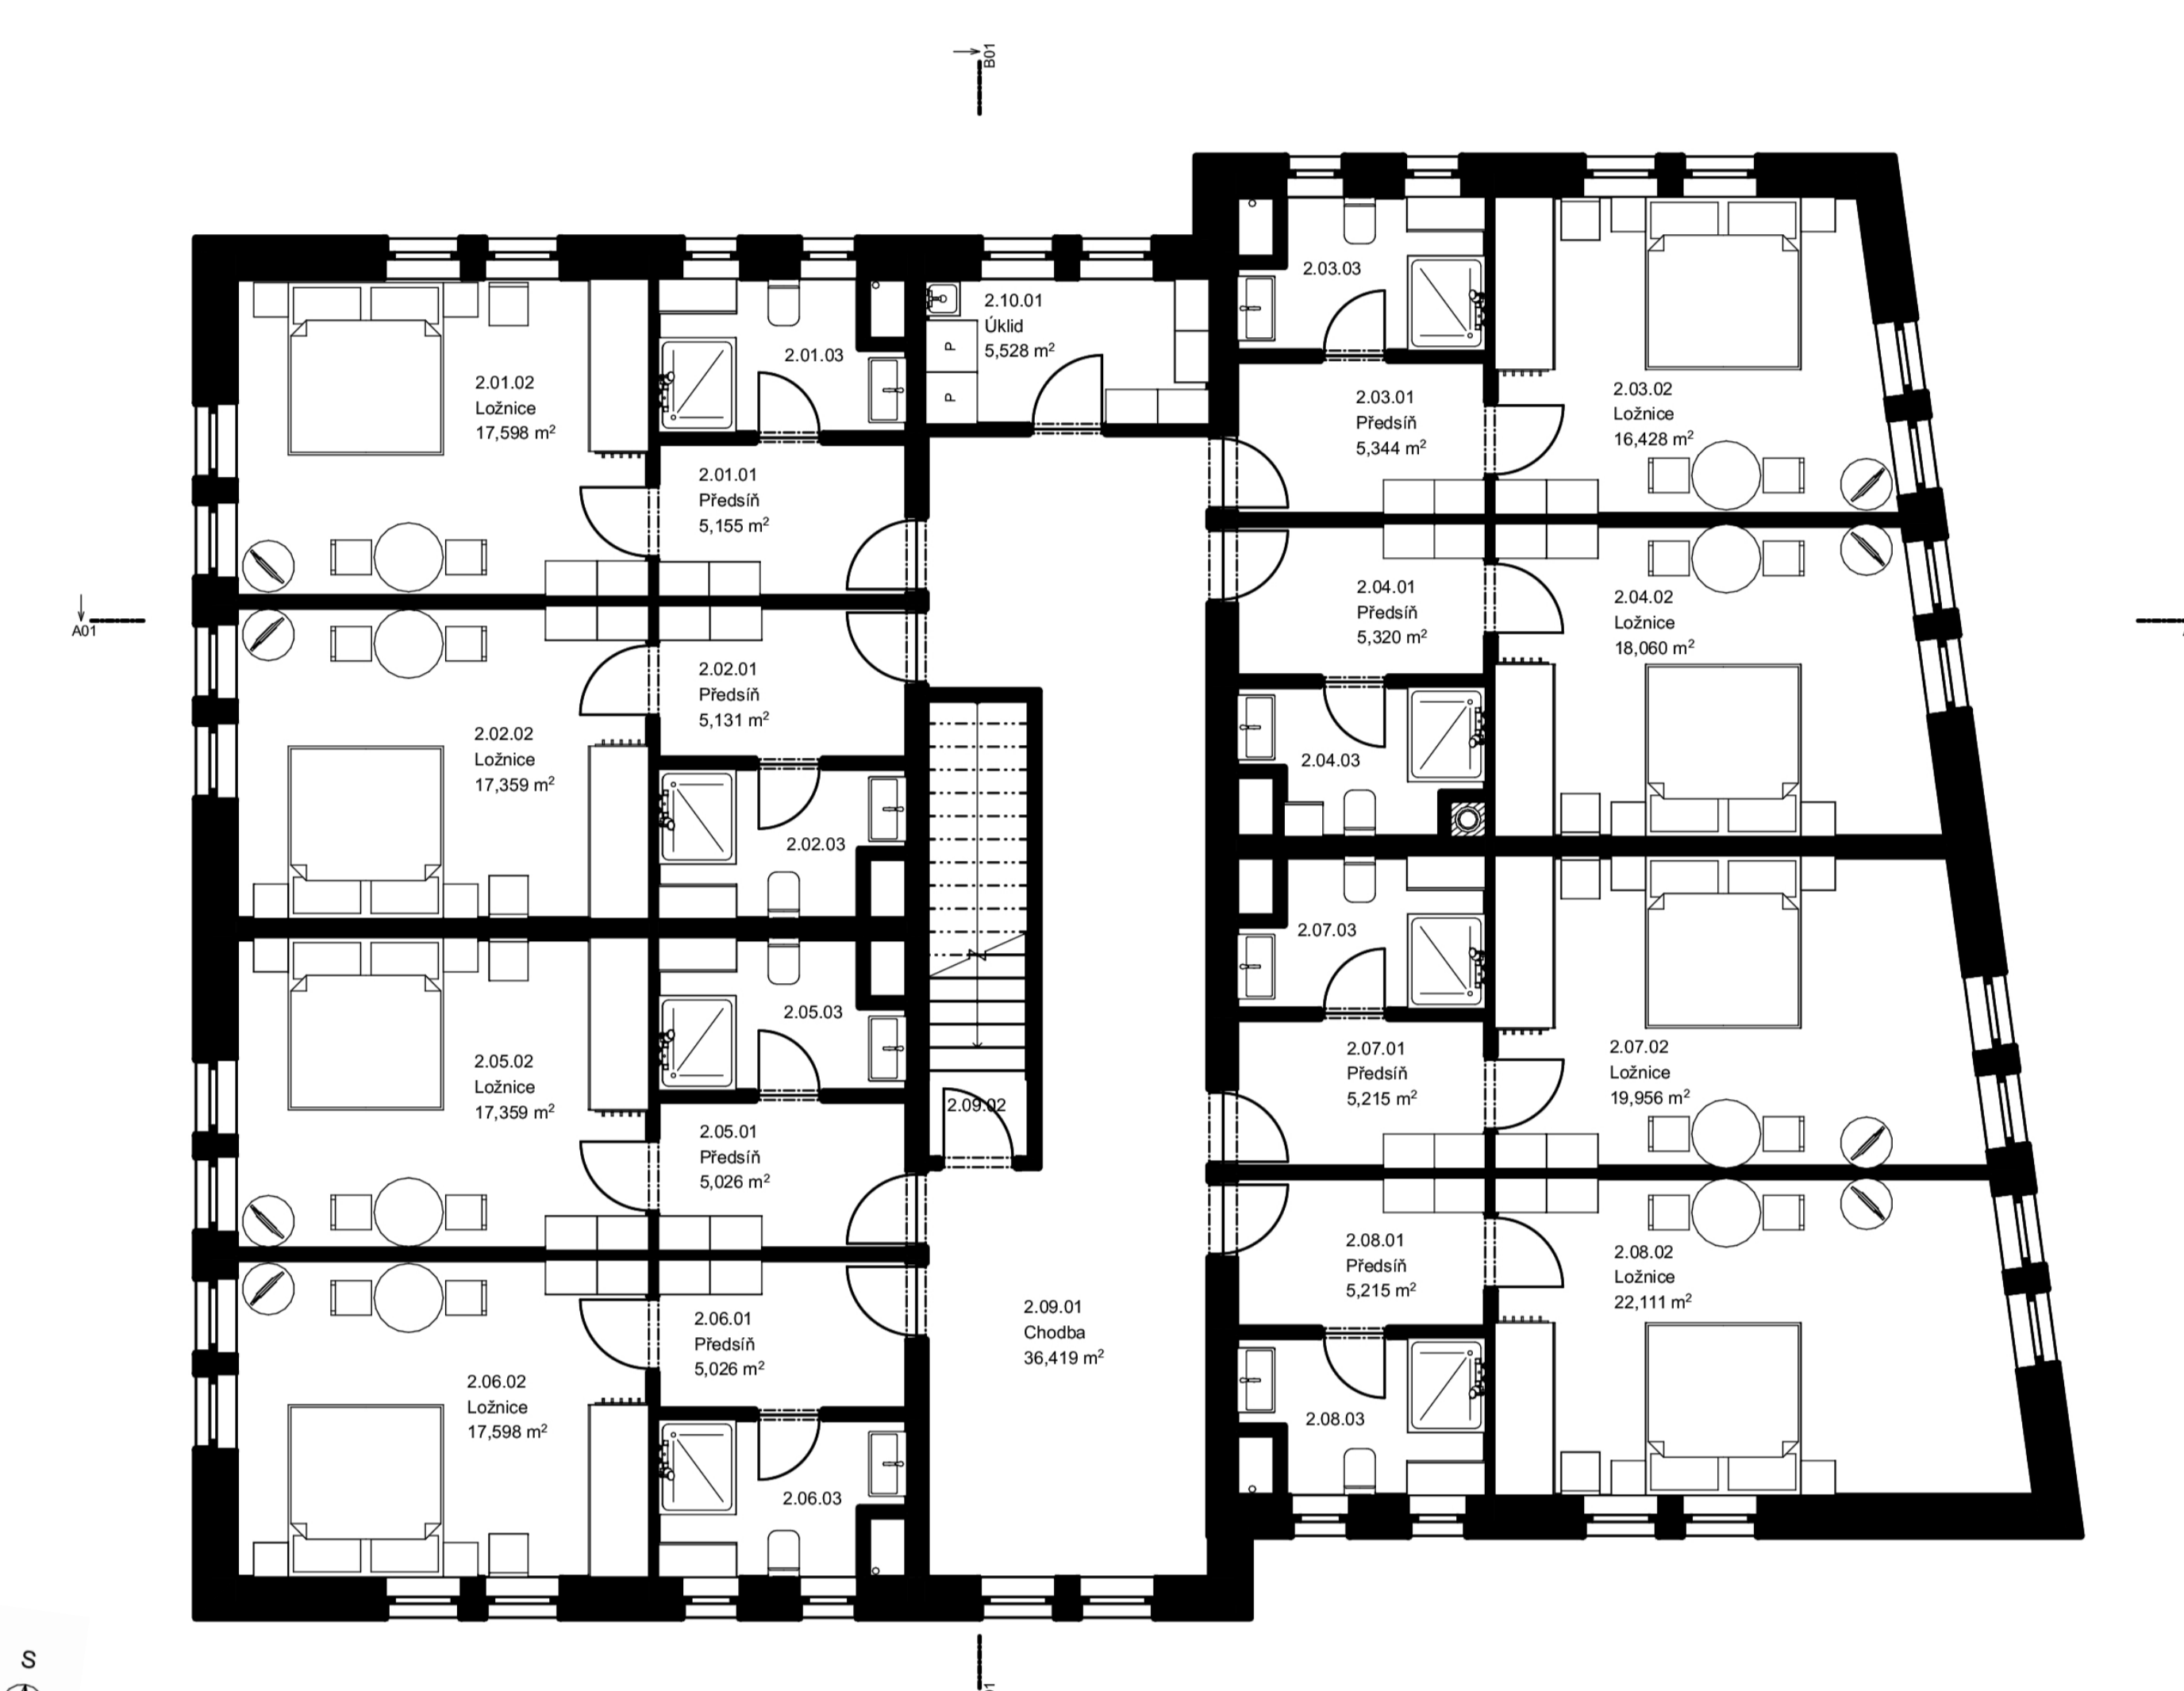 B01
2.03.03
2.10.01
Úklid
5,528 m²
P
P
2.01.03
2.01.02
Ložnice
17,598 m²
2.03.01
Předsíň
5,344 m²
2.03.02
Ložnice
16,428 m²
2.01.01
Předsíň
5,155 m²
2.04.01
Předsíň
5,320 m²
2.04.02
Ložnice
18,060 m²
A01
2.02.01
Předsíň
5,131 m²
2.02.02
Ložnice
17,359 m²
2.04.03
2.02.03
2.07.03
2.05.03
2.05.02
Ložnice
17,359 m²
2.07.01
Předsíň
5,215 m²
2.07.02
Ložnice
19,956 m²
2.09.02
2.05.01
Předsíň
5,026 m²
2.08.01
Předsíň
5,215 m²
2.08.02
Ložnice
22,111 m²
2.09.01
Chodba
36,419 m²
2.06.01
Předsíň
5,026 m²
2.06.02
Ložnice
17,598 m²
2.08.03
2.06.03
S